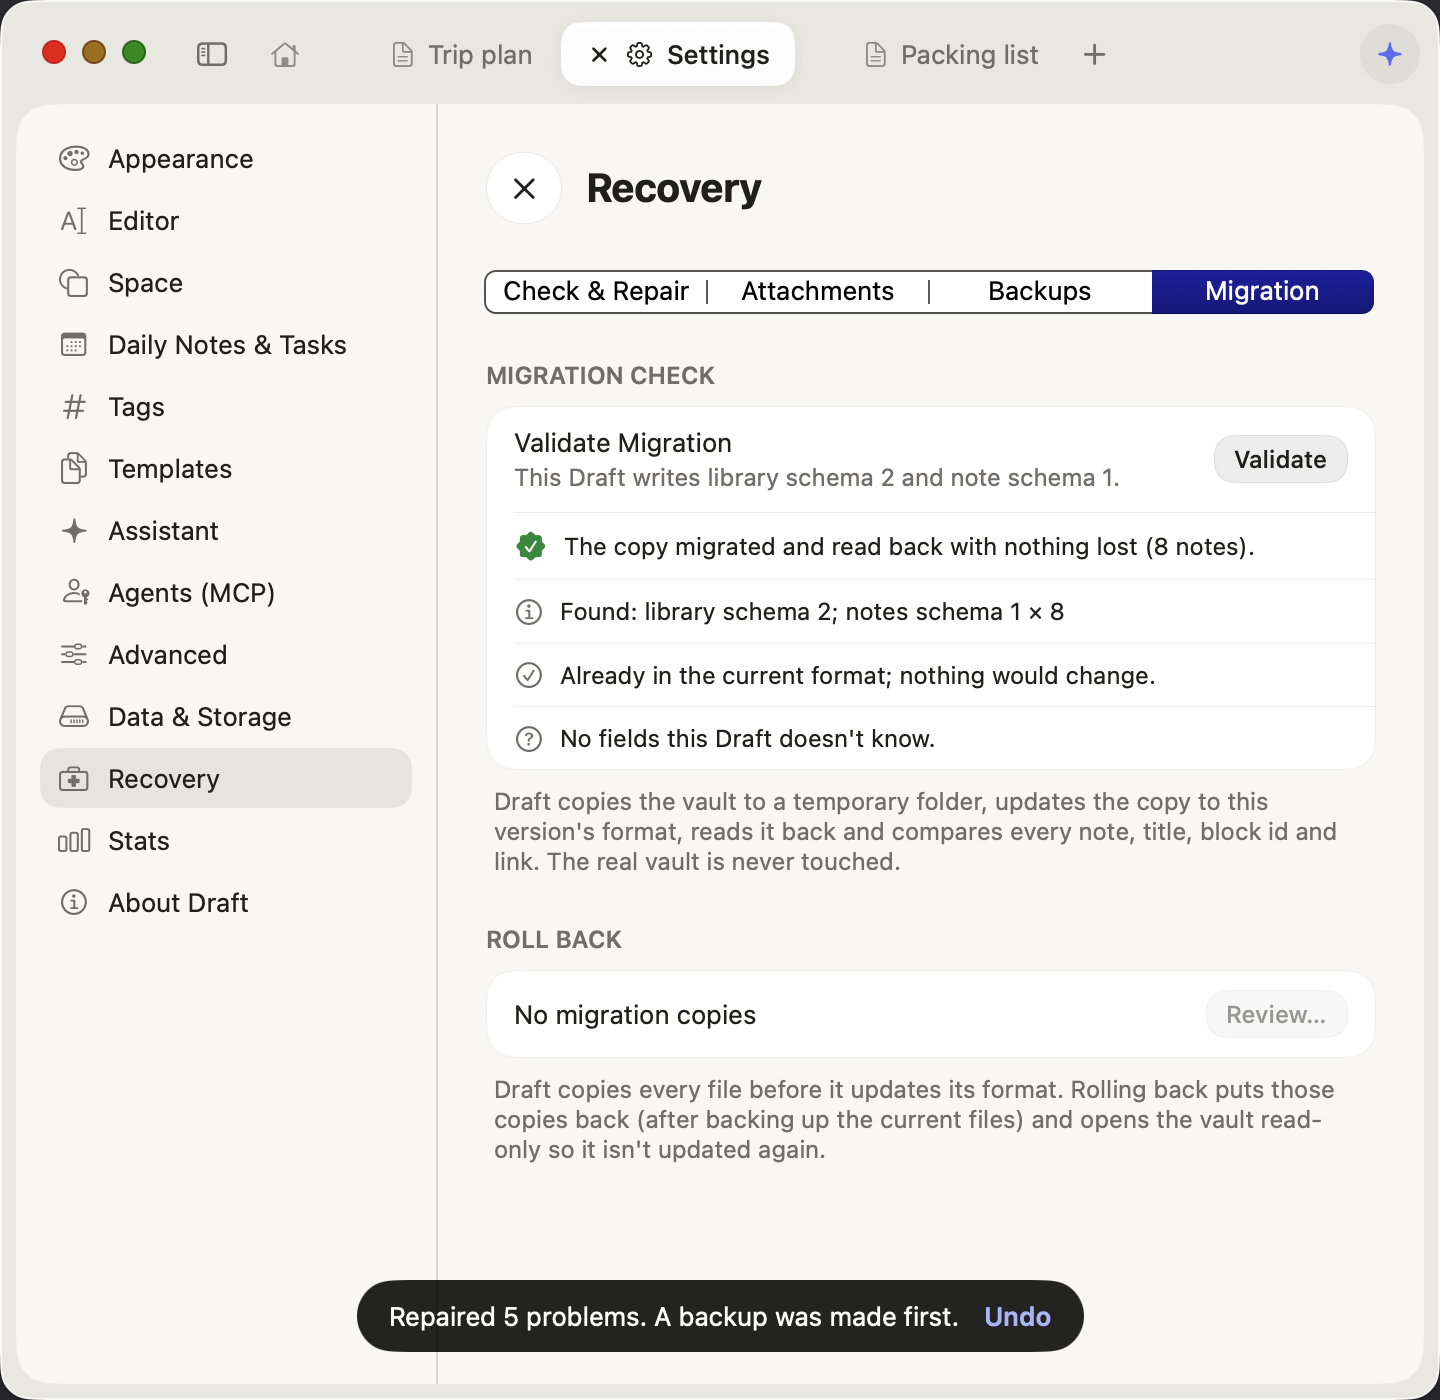 Trip plan
Settings
Packing list
Appearance
Editor
Space
Daily Notes & Tasks
Tags
Templates
Assistant
Agents (MCP)
Advanced
Data & Storage
Recovery
Stats
About Draft
Recovery
Check & Repair
Attachments
Backups
Migration
MIGRATION CHECK
Validate Migration
This Draft writes library schema 2 and note schema 1.
Validate
The copy migrated and read back with nothing lost (8 notes).
Found: library schema 2; notes schema 1 × 8
Already in the current format; nothing would change.
No fields this Draft doesn't know.
Draft copies the vault to a temporary folder, updates the copy to this
version's format, reads it back and compares every note, title, block id and
link. The real vault is never touched.
ROLL BACK
No migration copies
Review...
Draft copies every file before it updates its format. Rolling back puts those
copies back (after backing up the current files) and opens the vault read-
only so it isn't updated again.
Repaired 5 problems. A backup was made first.
Undo